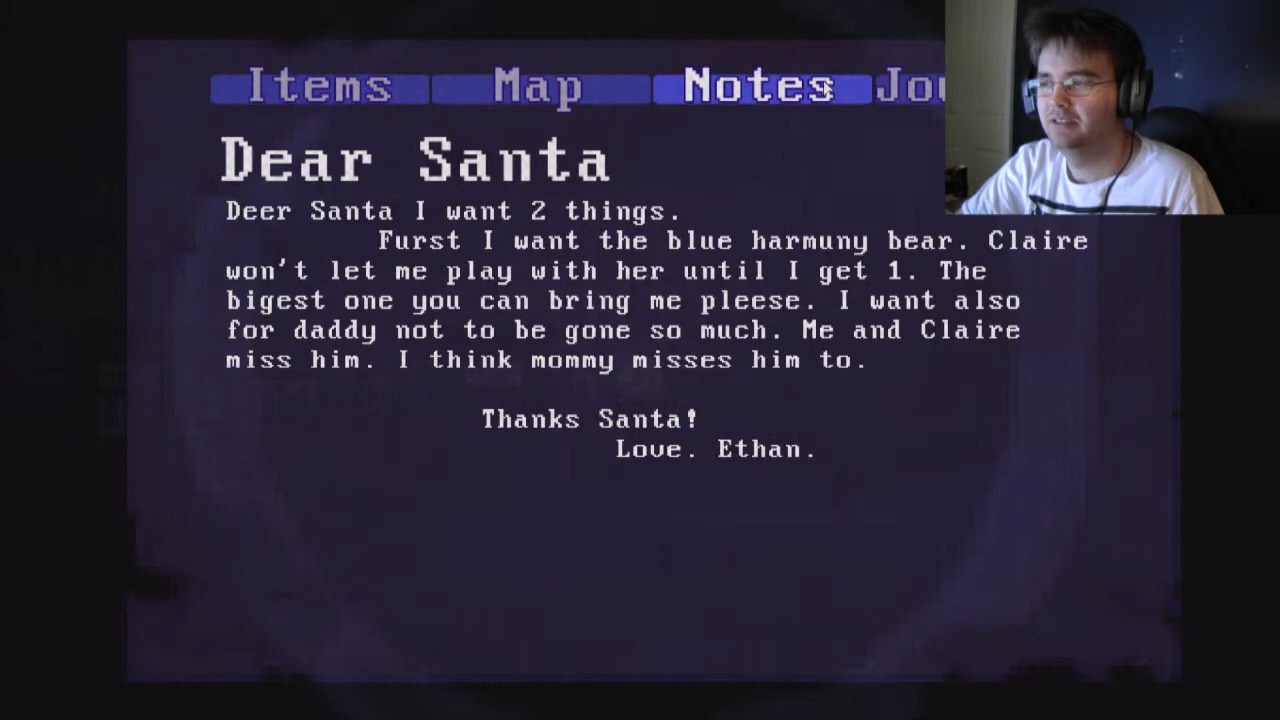 Items Map Notes Jou
Dear Santa
Deer Santa I want 2 things.
Furst I want the blue harmuny bear. Claire
won't let me play with her until I get 1. The
bigest one you can bring me pleese. I want also
for daddy not to be gone so much. Me and Claire
miss him. I think mommy misses him to.
Thanks Santa!
Love. Ethan.